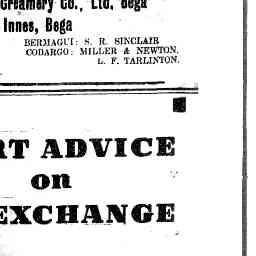 Creamery Co., Ltd, Bega
Innes, Bega
BERMAGUI: S. R. SINCLAIR
COBARGO: MILLER & NEWTON.
L. F. TARLINTON.
RT ADVICE
on
EXCHANGE